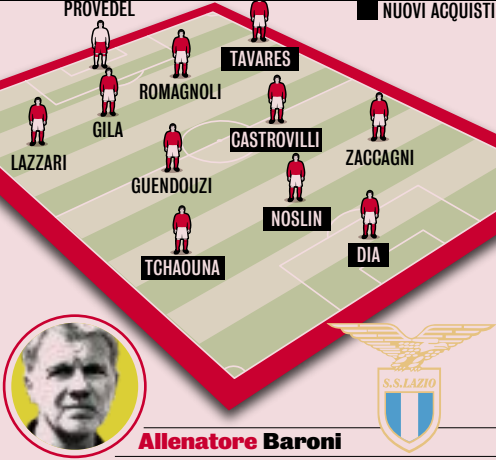 PROVEDEL
NUOVI ACQUISTI
TAVARES
ROMAGNOLI
GILA
CASTROVILLI
LAZZARI
ZACCAGNI
GUENDOUZI
NOSLIN
DIA
TCHAOUNA
S.S.LAZIO
Allenatore Baroni